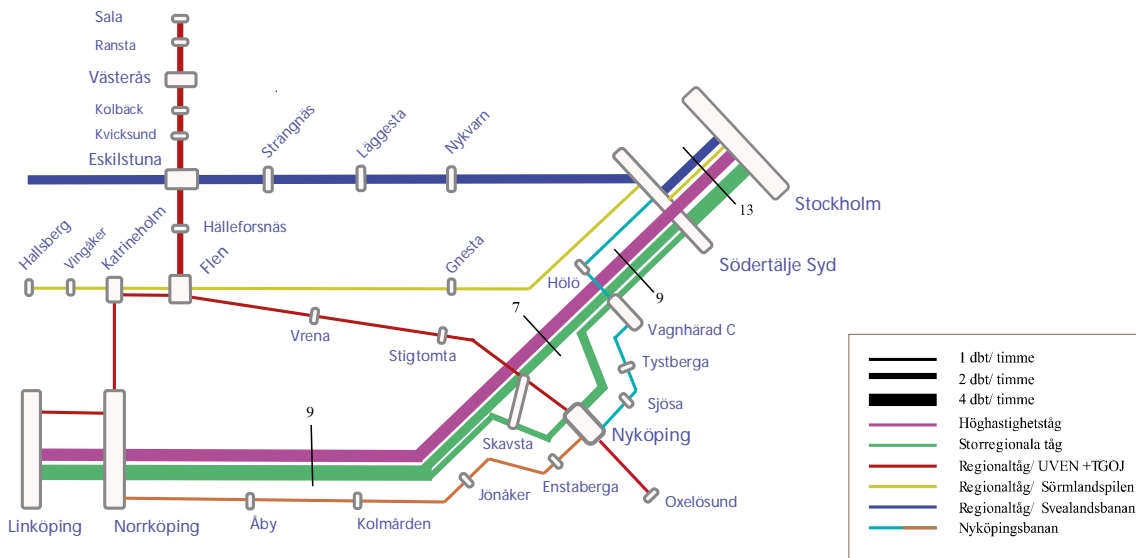 Sala
Ransta
Västerås
Kolbäck
Kvicksund
Eskilstuna
Strängnäs
Läggesta
Nykvarn
Stockholm
13
Södertälje Syd
Hälleforsnäs
Hallsberg
Vingåker
Katrineholm
Flen
Gnesta
Hölö
9
7
Vagnhärad C
Vrena
Stigtomta
Tystberga
Sjösa
9
Skavsta
Nyköping
Jönåker
Enstaberga
Oxelösund
Linköping
Norrköping
Åby
Kolmården
1 dbt/ timme
2 dbt/ timme
4 dbt/ timme
Höghastighetståg
Storregionala tåg
Regionaltåg/ UVEN +TGOJ
Regionaltåg/ Sörmlandspilen
Regionaltåg/ Svealandsbanan
Nyköpingsbanan